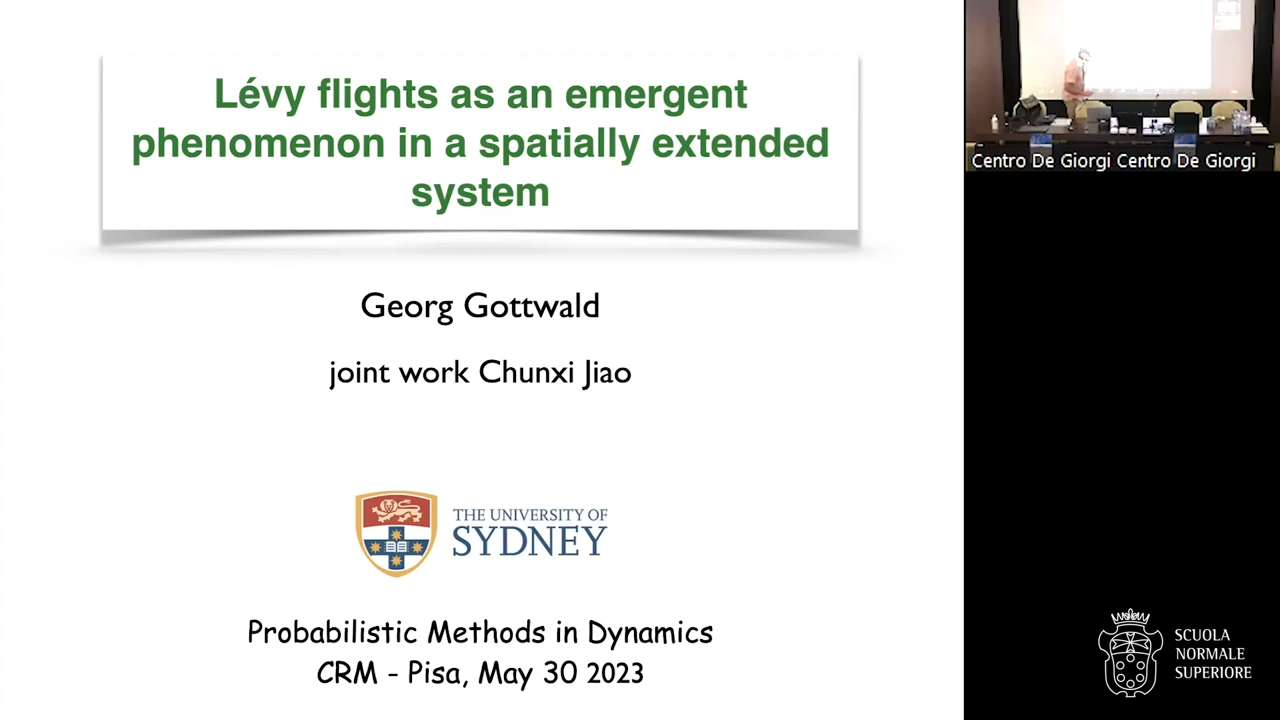 Lévy flights as an emergent
phenomenon in a spatially extended
system
Georg Gottwald
joint work Chunxi Jiao
THE UNIVERSITY OF
SYDNEY
Probabilistic Methods in Dynamics
CRM - Pisa, May 30 2023
Centro De Giorgi Centro De Giorgi
SCUOLA
NORMALE
SUPERIORE